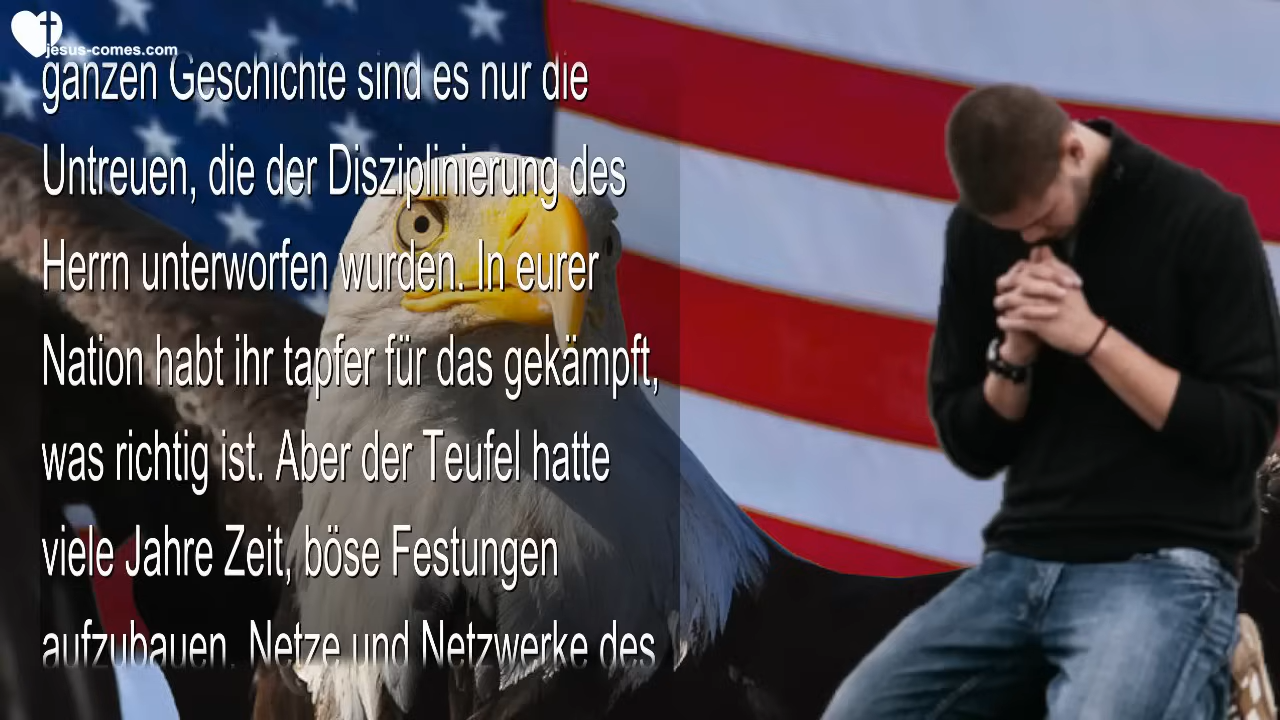 jesus-comes.com
ganzen Geschichte sind es nur die
Untreuen, die der Disziplinierung des
Herrn unterworfen wurden. In eurer
Nation habt ihr tapfer für das gekämpft,
was richtig ist. Aber der Teufel hatte
viele Jahre Zeit, böse Festungen
aufzubauen, Netze und Netzwerke des